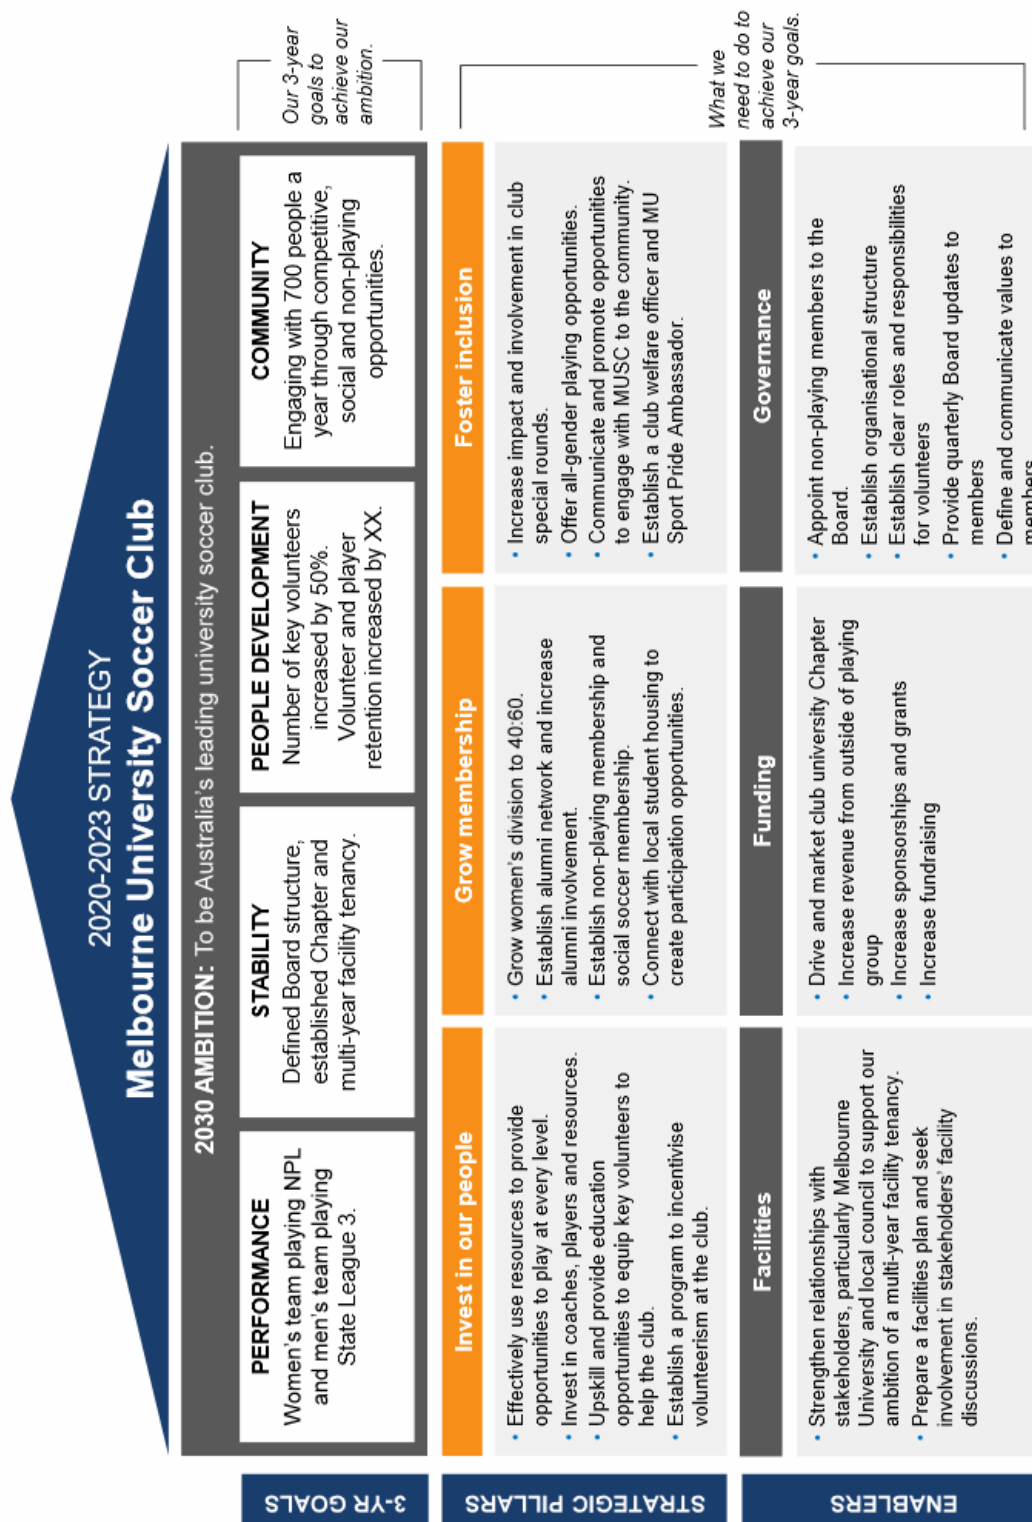 2020-2023 STRATEGY
Melbourne University Soccer Club
2030 AMBITION: To be Australia's leading university soccer club.
3-YR GOALS
PERFORMANCE
Women's team playing NPL
and men's team playing
State League 3.
STABILITY
Defined Board structure,
established Chapter and
multi-year facility tenancy.
PEOPLE DEVELOPMENT
Number of key volunteers
increased by 50%.
Volunteer and player
retention increased by XX.
COMMUNITY
Engaging with 700 people a
year through competitive,
social and non-playing
opportunities.
Our 3-year
goals to
achieve our
ambition.
STRATEGIC PILLARS
Invest in our people
• Effectively use resources to provide
opportunities to play at every level.
• Invest in coaches, players and resources.
• Upskill and provide education
opportunities to equip key volunteers to
help the club.
• Establish a program to incentivise
volunteerism at the club.
Grow membership
• Grow women's division to 40:60.
• Establish alumni network and increase
alumni involvement.
• Establish non-playing membership and
social soccer membership.
• Connect with local student housing to
create participation opportunities.
Foster inclusion
• Increase impact and involvement in club
special rounds.
• Offer all-gender playing opportunities.
• Communicate and promote opportunities
to engage with MUSC to the community.
• Establish a club welfare officer and MU
Sport Pride Ambassador.
What we
need to do to
achieve our
3-year goals.
ENABLERS
Facilities
• Strengthen relationships with
stakeholders, particularly Melbourne
University and local council to support our
ambition of a multi-year facility tenancy.
• Prepare a facilities plan and seek
involvement in stakeholders' facility
discussions.
Funding
• Drive and market club university Chapter
• Increase revenue from outside of playing
group
• Increase sponsorships and grants
• Increase fundraising
Governance
• Appoint non-playing members to the
Board.
• Establish organisational structure
• Establish clear roles and responsibilities
for volunteers
• Provide quarterly Board updates to
members
• Define and communicate values to
members